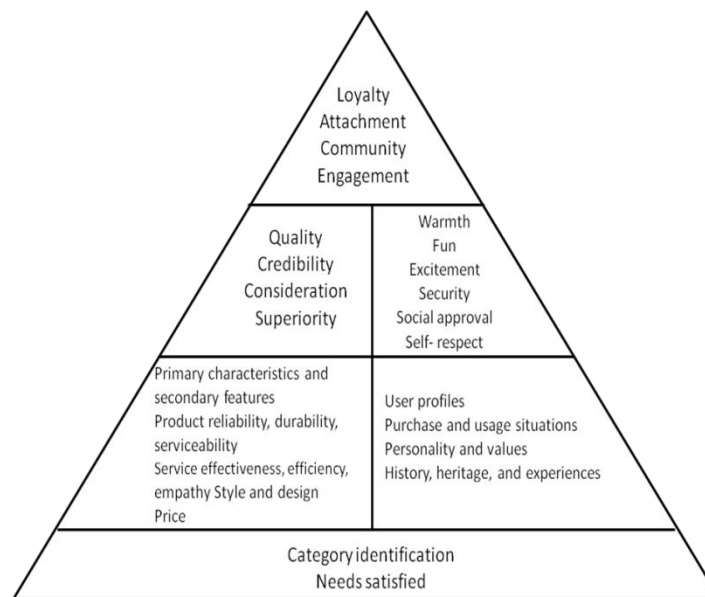 Loyalty
Attachment
Community
Engagement
Quality
Credibility
Consideration
Superiority
Warmth
Fun
Excitement
Security
Social approval
Self- respect
Primary characteristics and
secondary features
Product reliability, durability,
serviceability
Service effectiveness, efficiency,
empathy Style and design
Price
User profiles
Purchase and usage situations
Personality and values
History, heritage, and experiences
Category identification
Needs satisfied